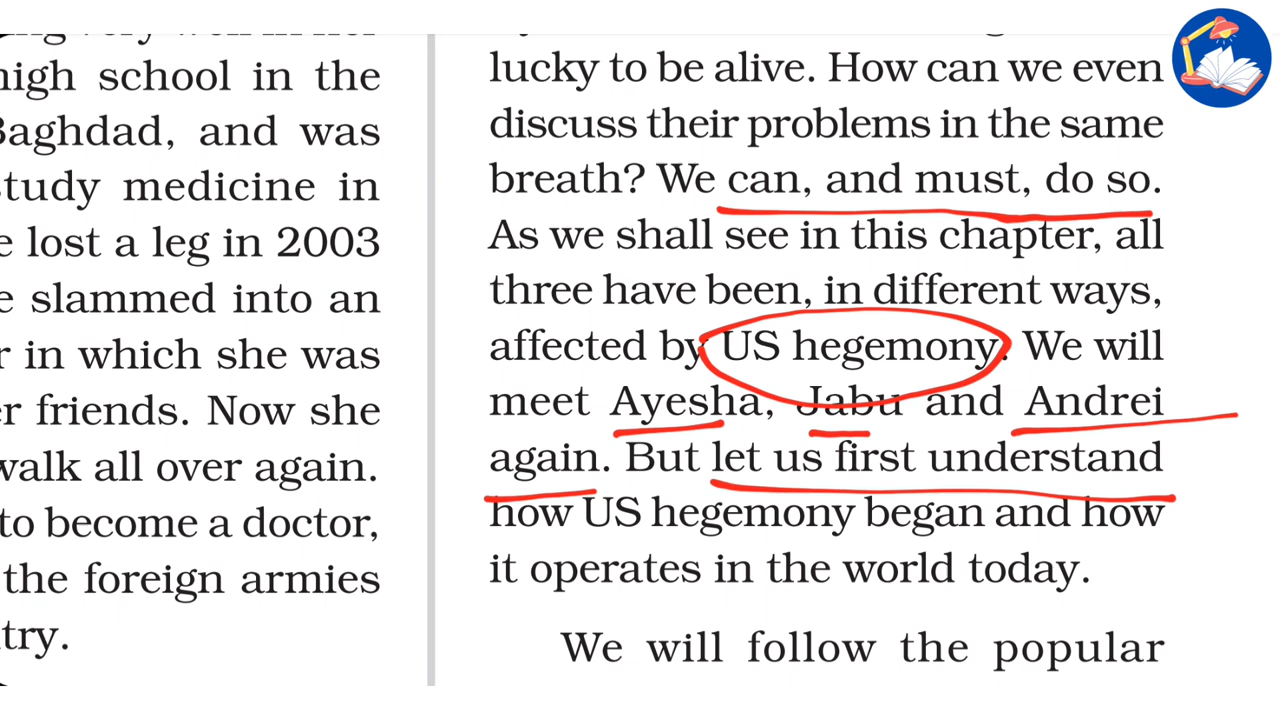 high school in the
Baghdad, and was
study medicine in
lost a leg in 2003
slammed into an
in which she was
friends. Now she
walk all over again.
to become a doctor,
the foreign armies
lucky to be alive. How can we even
discuss their problems in the same
breath? We can, and must, do so.
As we shall see in this chapter, all
three have been, in different ways,
affected by US hegemony. We will
meet Ayesha, Jabu and Andrei
again. But let us first understand
how US hegemony began and how
it operates in the world today.
We will follow the popular